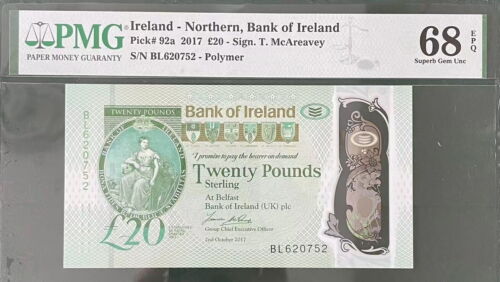 PMG
PAPER MONEY GUARANTY
Ireland - Northern, Bank of Ireland
Pick# 92a 2017 £20 - Sign. T. McAreavey
S/N BL620752 - Polymer
68 EPQ
Superb Gem Unc
TWENTY POUNDS
BL620752
Bank of Ireland
I promise to pay the bearer on demand
Twenty Pounds
Sterling
At Belfast
Bank of Ireland (UK) plc
Group Chief Executive Officer
2nd October 2017
£20
BL620752